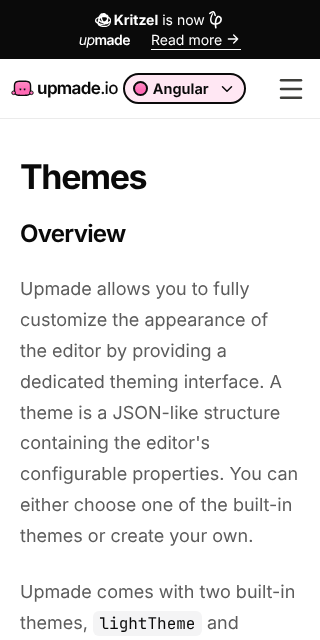 Kritzel is now
upmade Read more →
upmade.io Angular
Themes
Overview
Upmade allows you to fully
customize the appearance of
the editor by providing a
dedicated theming interface. A
theme is a JSON-like structure
containing the editor's
configurable properties. You can
either choose one of the built-in
themes or create your own.
Upmade comes with two built-in
themes, lightTheme and